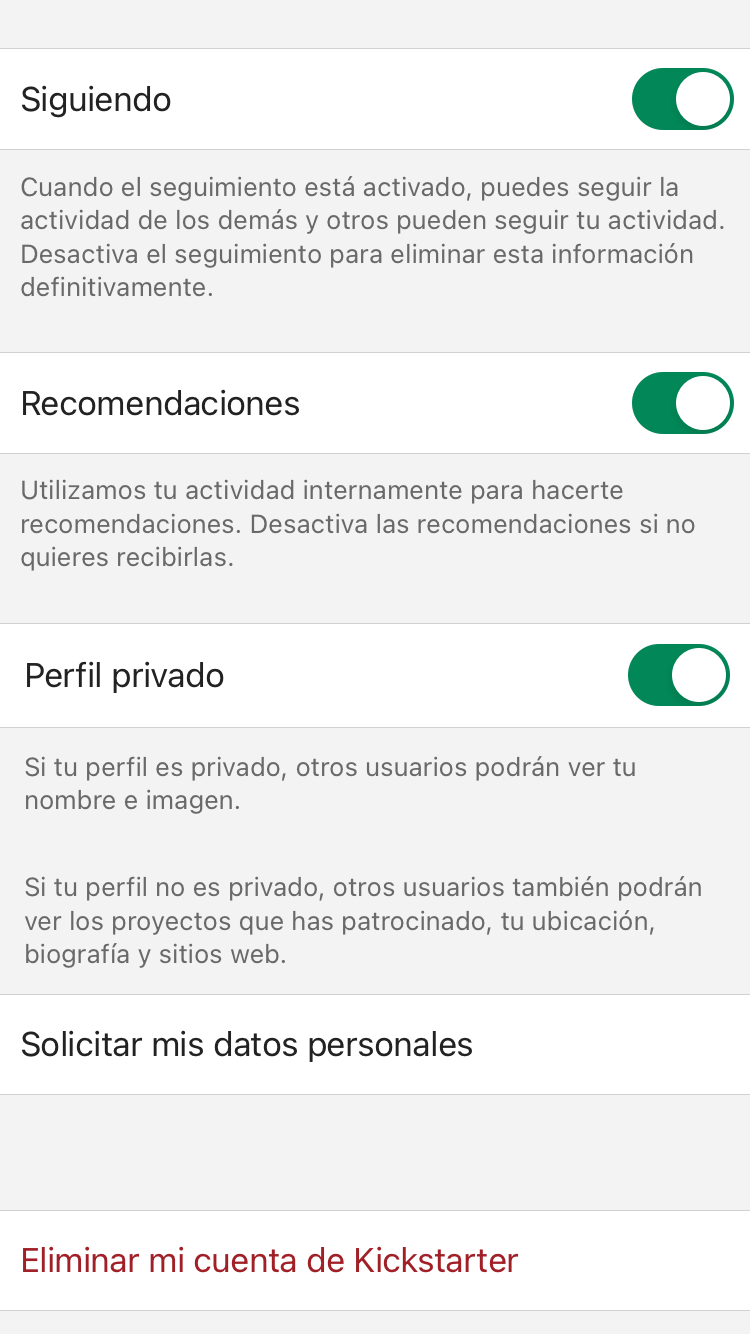 Siguiendo
Cuando el seguimiento está activado, puedes seguir la
actividad de los demás y otros pueden seguir tu actividad.
Desactiva el seguimiento para eliminar esta información
definitivamente.
Recomendaciones
Utilizamos tu actividad internamente para hacerte
recomendaciones. Desactiva las recomendaciones si no
quieres recibirlas.
Perfil privado
Si tu perfil es privado, otros usuarios podrán ver tu
nombre e imagen.
Si tu perfil no es privado, otros usuarios también podrán
ver los proyectos que has patrocinado, tu ubicación,
biografía y sitios web.
Solicitar mis datos personales
Eliminar mi cuenta de Kickstarter